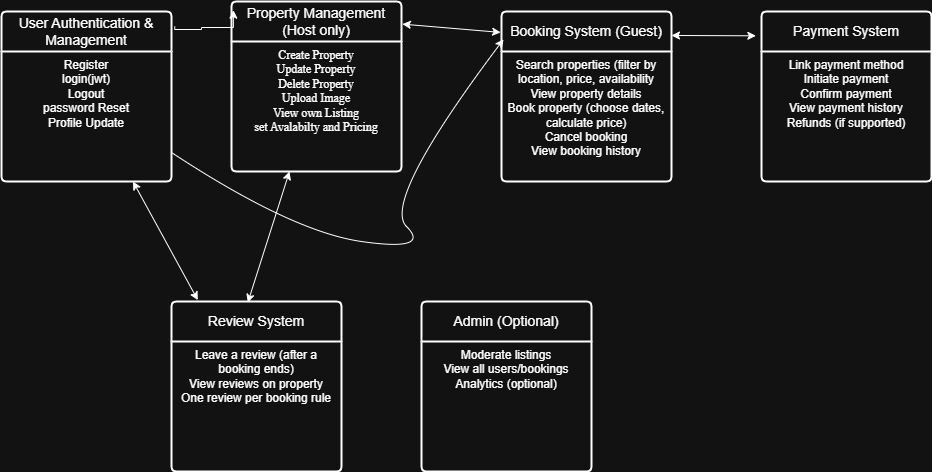 User Authentication &
Management
Register
login(jwt)
Logout
password Reset
Profile Update
Property Management
(Host only)
Create Property
Update Property
Delete Property
Upload Image
View own Listing
set Avalabilty and Pricing
Booking System (Guest)
Search properties (filter by
location, price, availability
View property details
Book property (choose dates,
calculate price)
Cancel booking
View booking history
Payment System
Link payment method
Initiate payment
Confirm payment
View payment history
Refunds (if supported)
Review System
Leave a review (after a
booking ends)
View reviews on property
One review per booking rule
Admin (Optional)
Moderate listings
View all users/bookings
Analytics (optional)